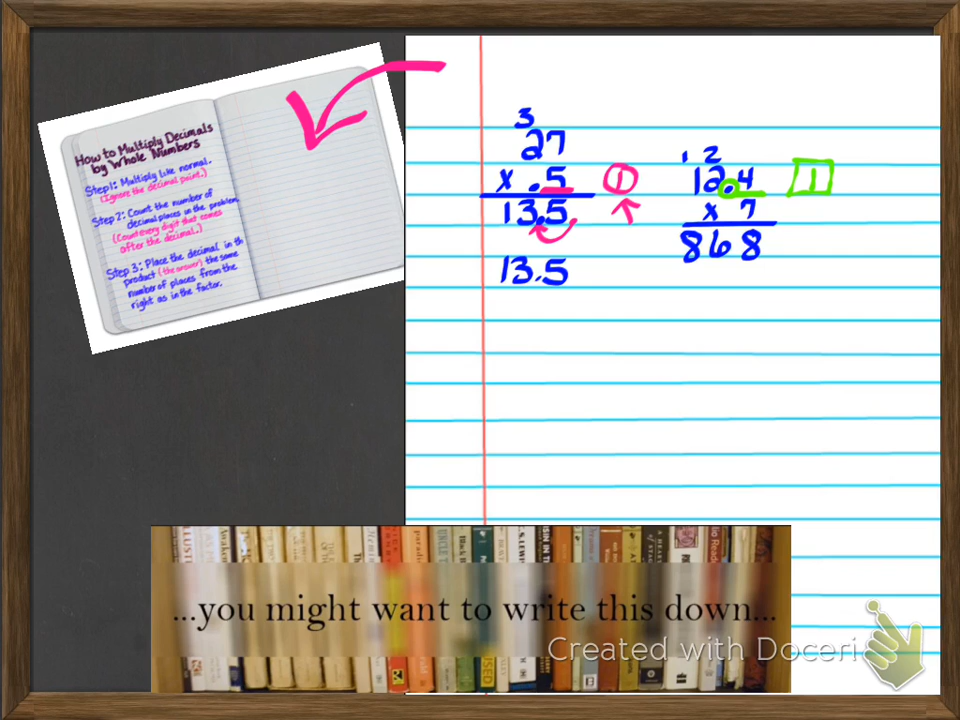 How to Multiply Decimals
by Whole Numbers
Step 1: Multiply like normal.
(Ignore the decimal point.)
Step 2: Count the number of
decimal places in the problem.
(Count every digit that comes
after the decimal.)
Step 3: Place the decimal in th
product (the answer) the same
number of places from the
right as in the factor.
3
27
x .5 1
13.5
13.5
1 2
12.4 1
x 7
868
...you might want to write this down...
Created with Doceri